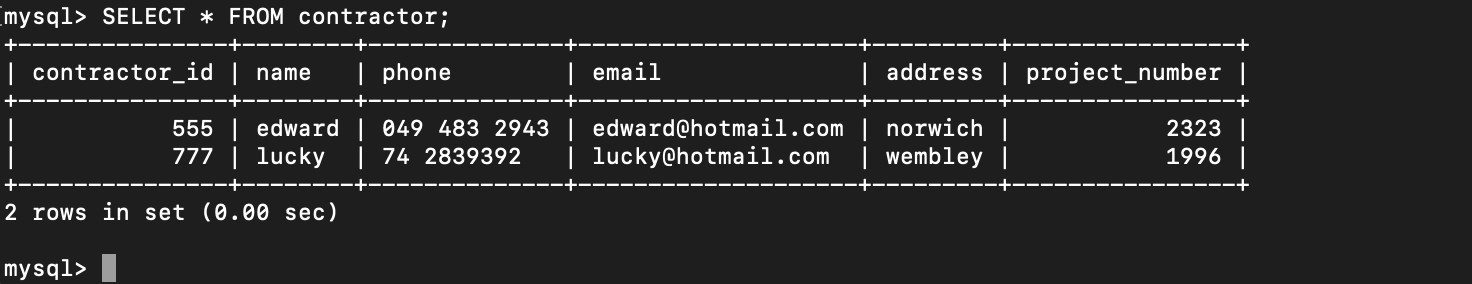 mysql> SELECT * FROM contractor;
+---------------+--------+--------------+--------------------+---------+----------------+
| contractor_id | name   | phone        | email              | address | project_number |
+---------------+--------+--------------+--------------------+---------+----------------+
|           555 | edward | 049 483 2943 | edward@hotmail.com | norwich |           2323 |
|           777 | lucky  | 74 2839392   | lucky@hotmail.com  | wembley |           1996 |
+---------------+--------+--------------+--------------------+---------+----------------+
2 rows in set (0.00 sec)
mysql>